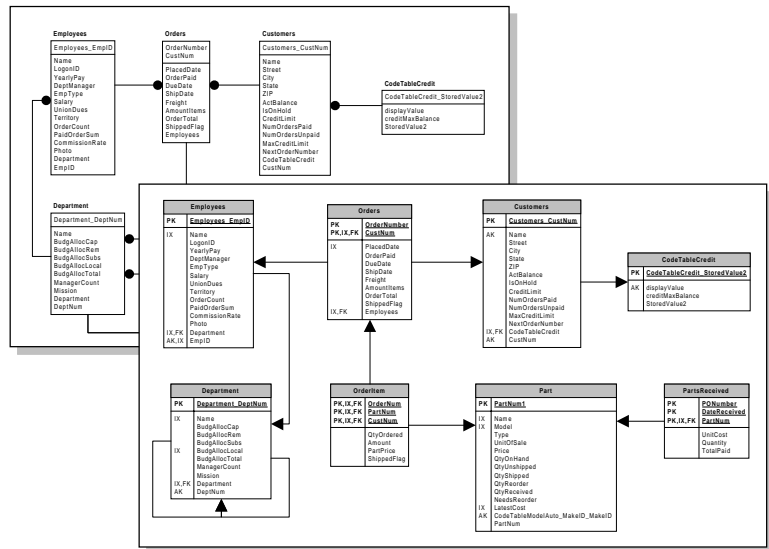 Employees
Employees_EmpID
Name
LogonID
YearlyPay
DeptManager
EmpType
Salary
UnionDues
Territory
OrderCount
PaidOrderSum
CommissionRate
Photo
Department
EmpID
Orders
OrderNumber
CustNum
PlacedDate
OrderPaid
DueDate
ShipDate
Freight
AmountItems
OrderTotal
ShippedFlag
Employees
Customers
Customers_CustNum
Name
Street
City
State
ZIP
ActBalance
IsOnHold
CreditLimit
NumOrdersPaid
NumOrdersUnpaid
MaxCreditLimit
NextOrderNumber
CodeTableCredit
CustNum
CodeTableCredit
CodeTableCredit_StoredValue2
displayValue
creditMaxBalance
StoredValue2
Department
Department_DeptNum
Name
BudgAllocCap
BudgAllocRem
BudgAllocSubs
BudgAllocLocal
BudgAllocTotal
ManagerCount
Mission
Department
DeptNum
Employees
PK Employees_EmpID
IX Name
LogonID
YearlyPay
DeptManager
EmpType
Salary
UnionDues
Territory
OrderCount
PaidOrderSum
CommissionRate
Photo
IX,FK Department
AK,IX EmpID
Orders
PK OrderNumber
PK,IX,FK CustNum
IX PlacedDate
OrderPaid
DueDate
ShipDate
Freight
AmountItems
OrderTotal
ShippedFlag
IX,FK Employees
Customers
PK Customers_CustNum
AK Name
Street
City
State
ZIP
ActBalance
IsOnHold
CreditLimit
NumOrdersPaid
NumOrdersUnpaid
MaxCreditLimit
NextOrderNumber
IX,FK CodeTableCredit
AK CustNum
CodeTableCredit
PK CodeTableCredit_StoredValue2
AK displayValue
creditMaxBalance
StoredValue2
Department
PK Department_DeptNum
IX Name
BudgAllocCap
BudgAllocRem
BudgAllocSubs
IX BudgAllocLocal
BudgAllocTotal
ManagerCount
Mission
IX,FK Department
AK DeptNum
OrderItem
PK,IX,FK OrderNum
PK,IX,FK PartNum
PK,IX,FK CustNum
QtyOrdered
Amount
PartPrice
ShippedFlag
Part
PK PartNum1
IX Name
IX Model
Type
UnitOfSale
Price
QtyOnHand
QtyUnshipped
QtyShipped
QtyReorder
QtyReceived
NeedsReorder
IX LatestCost
AK CodeTableModelAuto_MakeID_MakeID
PartNum
PartsReceived
PK PONumber
PK DateReceived
PK,IX,FK PartNum
UnitCost
Quantity
TotalPaid